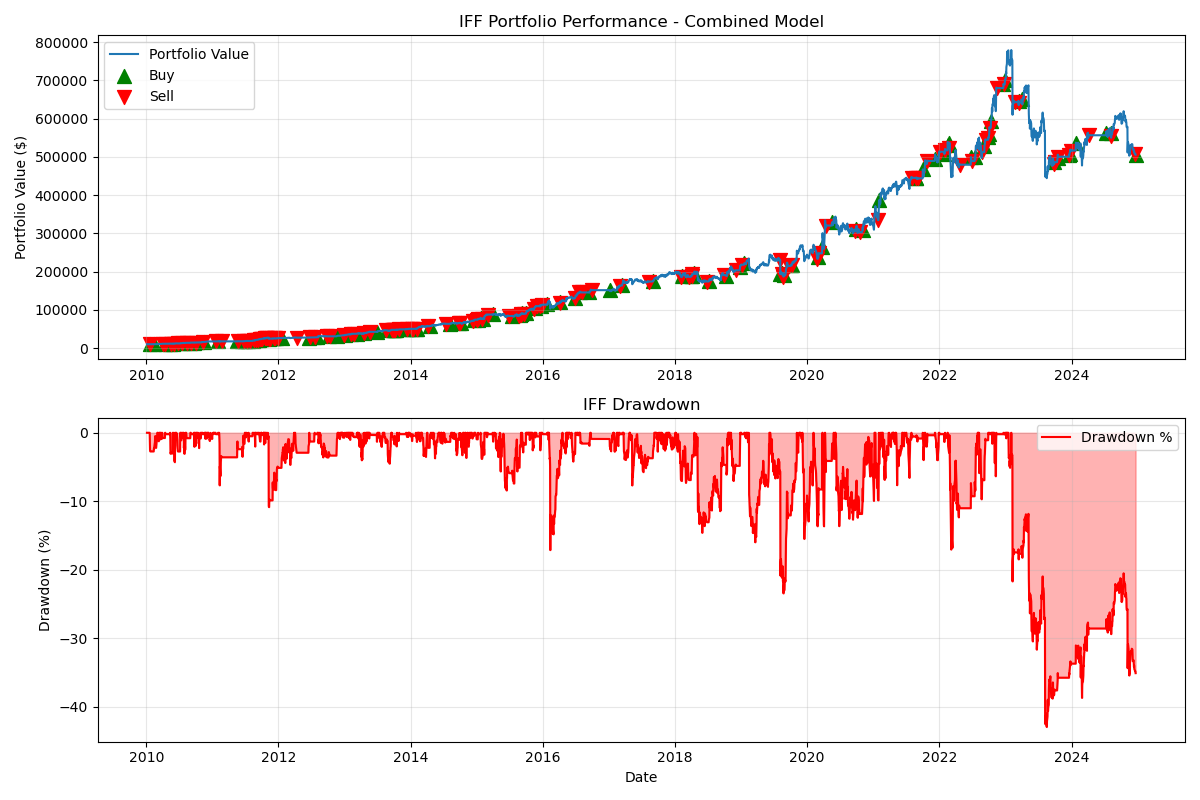 IFF Portfolio Performance - Combined Model
Portfolio Value ($)
800000
700000
600000
500000
400000
300000
200000
100000
0
Portfolio Value
Buy
Sell
2010 2012 2014 2016 2018 2020 2022 2024
IFF Drawdown
Drawdown (%)
0
−10
−20
−30
−40
Drawdown %
2010 2012 2014 2016 2018 2020 2022 2024
Date